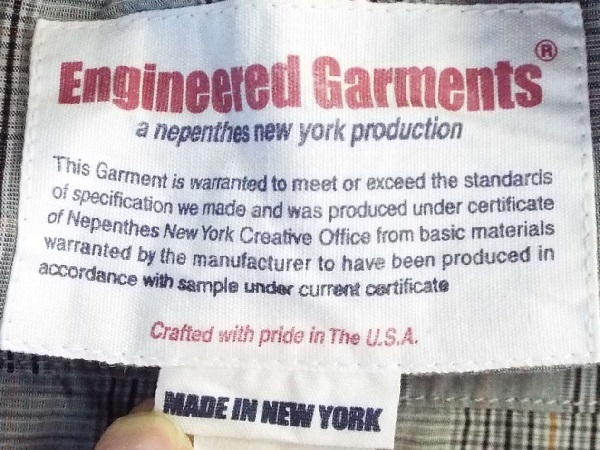 Engineered Garments®
a nepenthes new york production
This Garment is warranted to meet or exceed the standards
of specification we made and was produced under certificate
of Nepenthes New York Creative Office from basic materials
warranted by the manufacturer to have been produced in
accordance with sample under current certificate
Crafted with pride in The U.S.A.
MADE IN NEW YORK